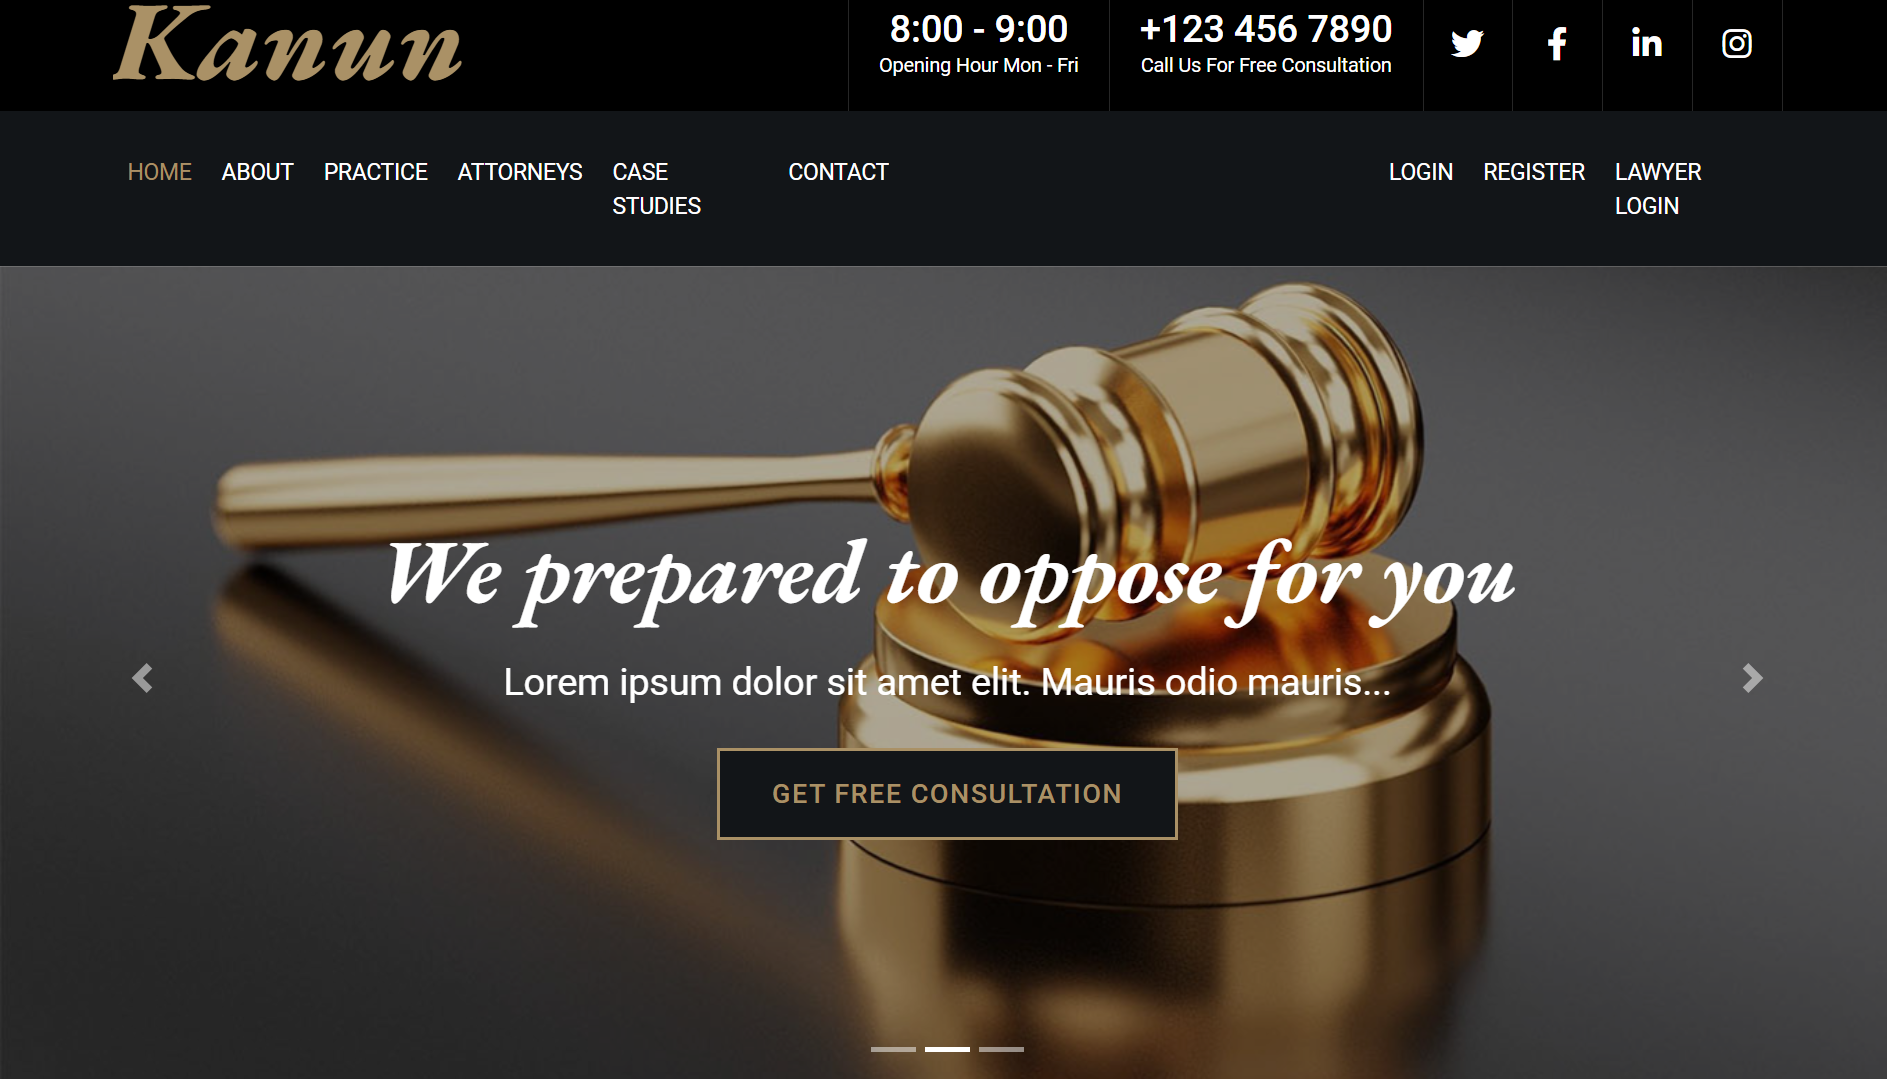 Kanun
8:00 - 9:00
Opening Hour Mon - Fri
+123 456 7890
Call Us For Free Consultation
HOME
ABOUT
PRACTICE
ATTORNEYS
CASE
STUDIES
CONTACT
LOGIN
REGISTER
LAWYER
LOGIN
We prepared to oppose for you
Lorem ipsum dolor sit amet elit. Mauris odio mauris...
GET FREE CONSULTATION